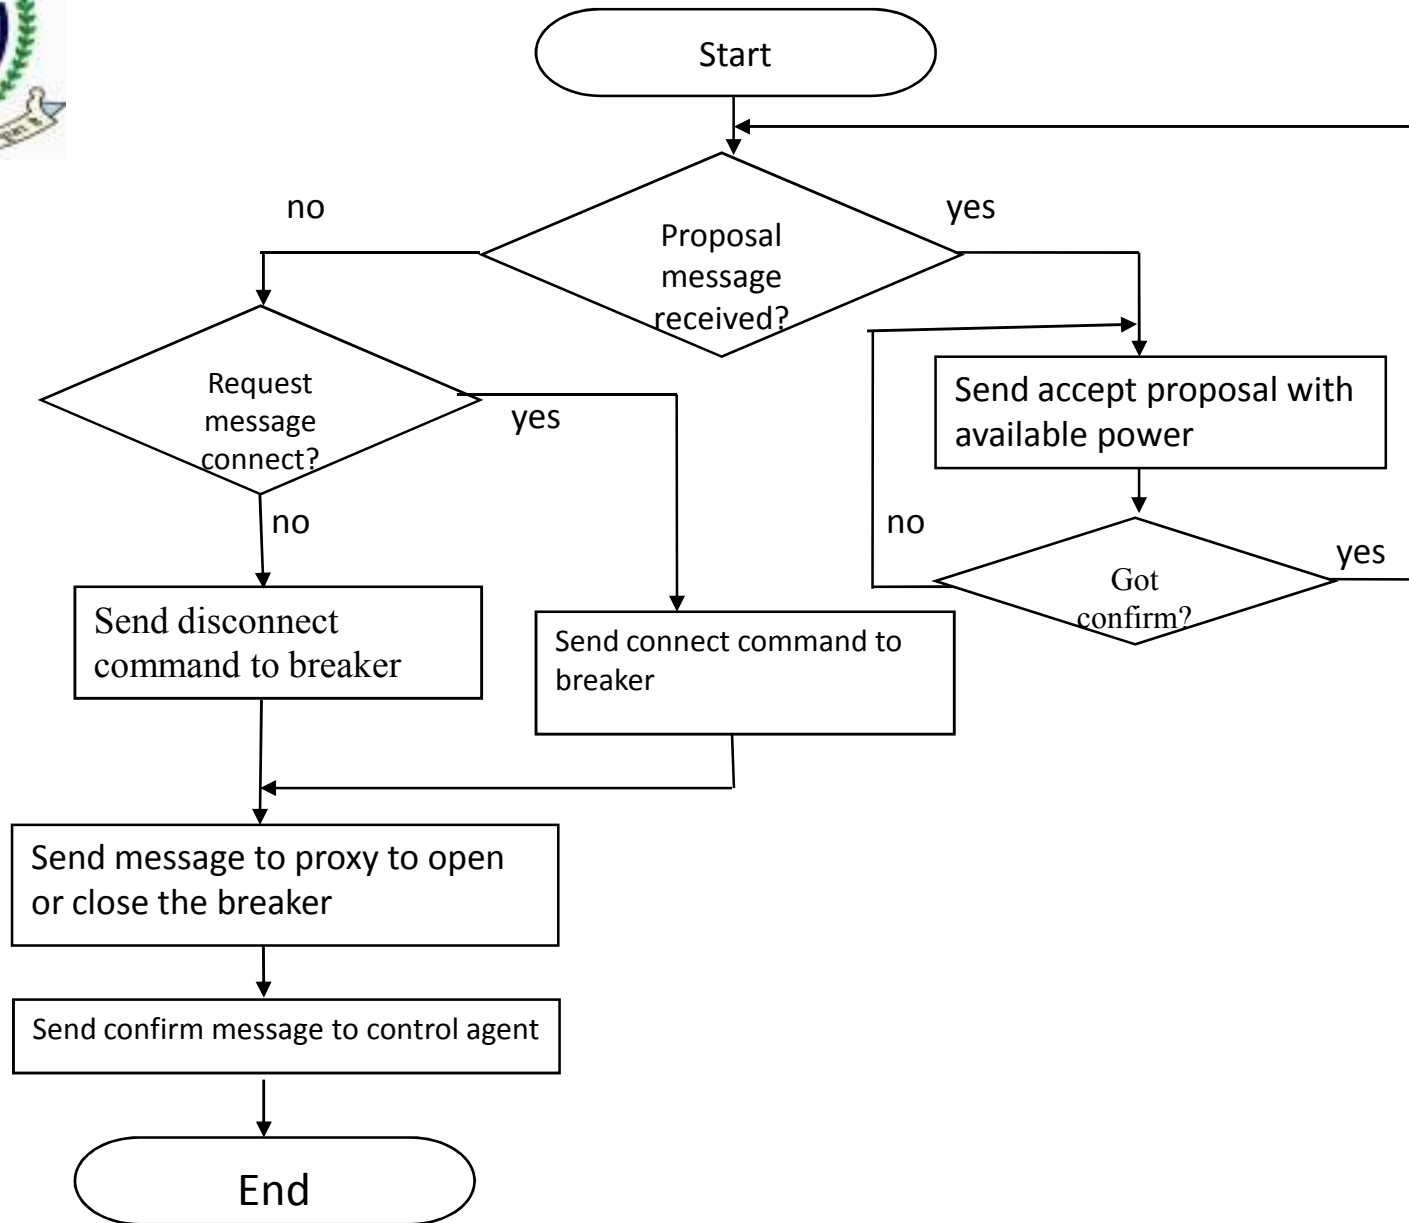 Start
no
yes
Proposal
message
received?
Request
message
connect?
yes
Send accept proposal with
available power
no
no
yes
Got
confirm?
Send disconnect
command to breaker
Send connect command to
breaker
Send message to proxy to open
or close the breaker
Send confirm message to control agent
End